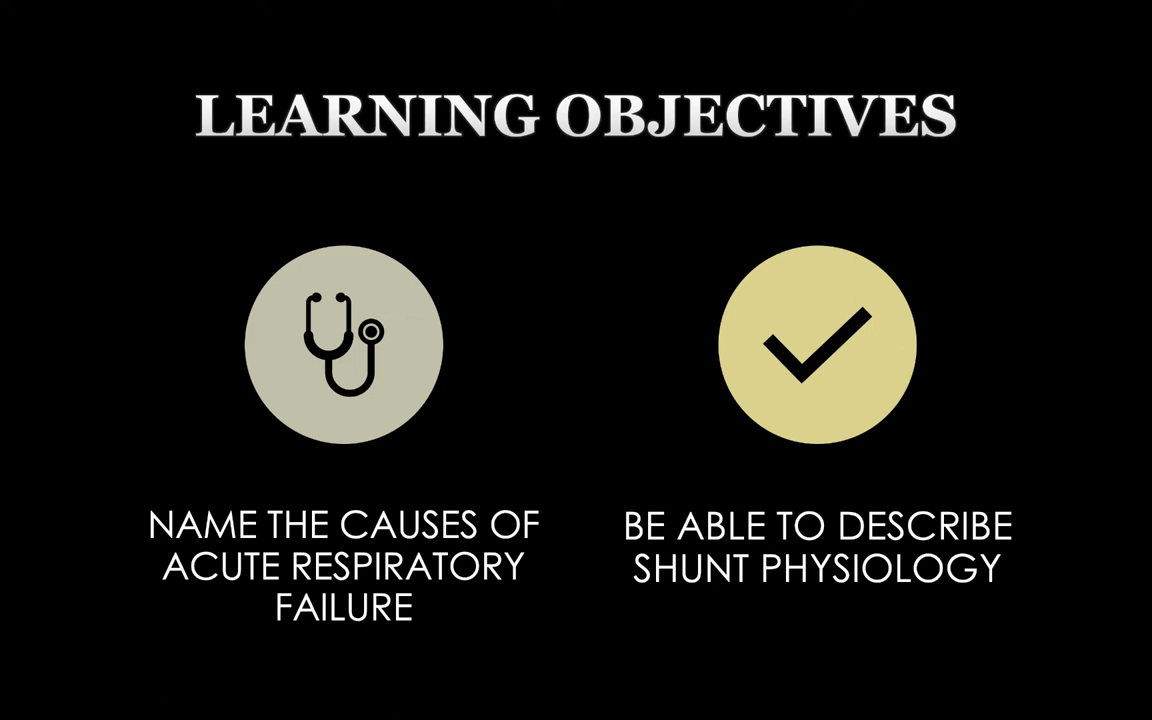 LEARNING OBJECTIVES
NAME THE CAUSES OF
ACUTE RESPIRATORY
FAILURE
BE ABLE TO DESCRIBE
SHUNT PHYSIOLOGY